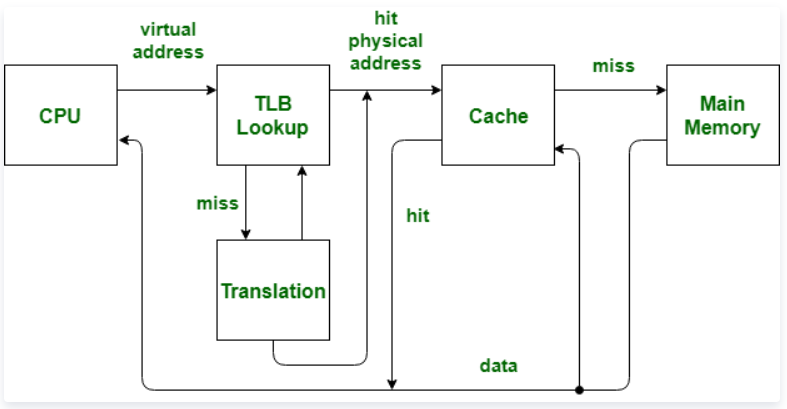 virtual
address
hit
physical
address
miss
CPU
TLB
Lookup
Cache
Main
Memory
miss
hit
Translation
data